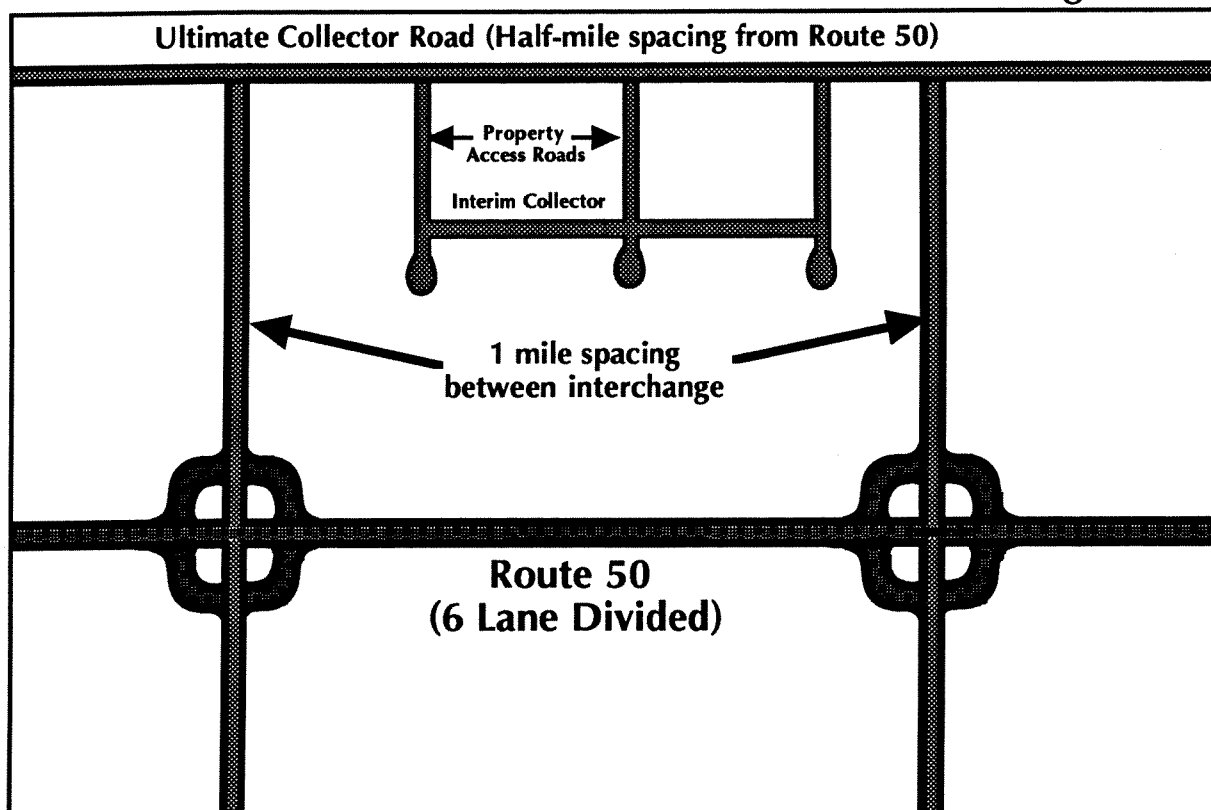 Ultimate Collector Road (Half-mile spacing from Route 50)
Property
Access Roads
Interim Collector
1 mile spacing
between interchange
Route 50
(6 Lane Divided)